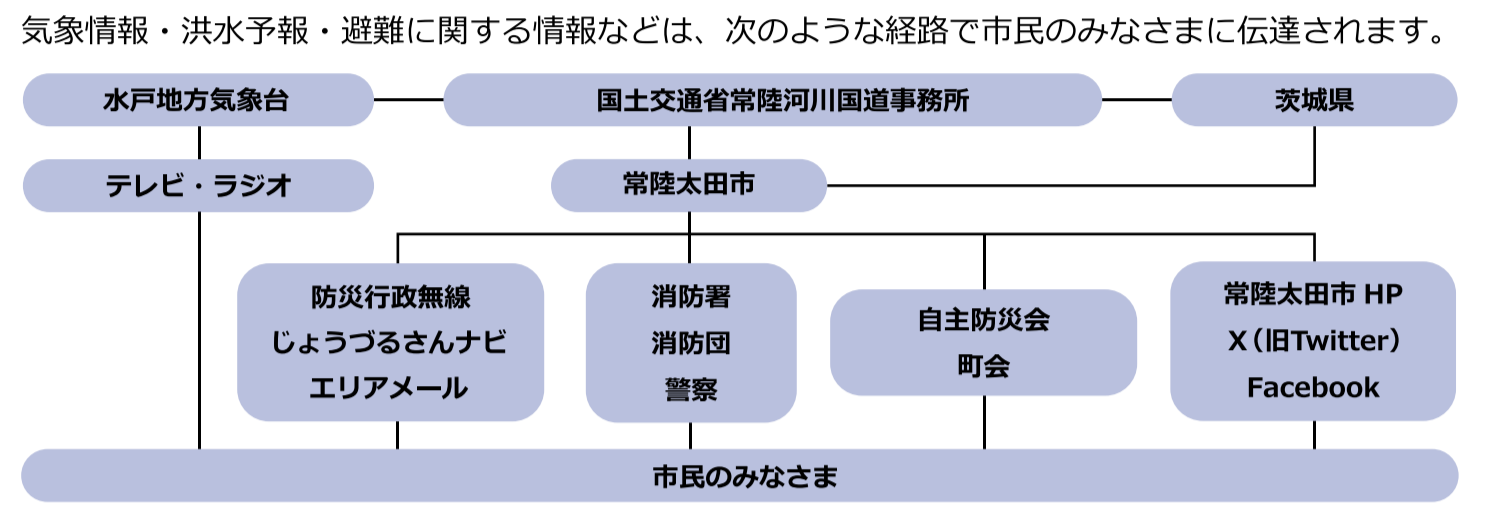 気象情報・洪水予報・避難に関する情報などは、次のような経路で市民のみなさまに伝達されます。
水戸地方気象台
国土交通省常陸河川国道事務所
茨城県
テレビ・ラジオ
常陸太田市
防災行政無線
じょうづるさんナビ
エリアメール
消防署
消防団
警察
自主防災会
町会
常陸太田市 HP
X（旧Twitter）
Facebook
市民のみなさま